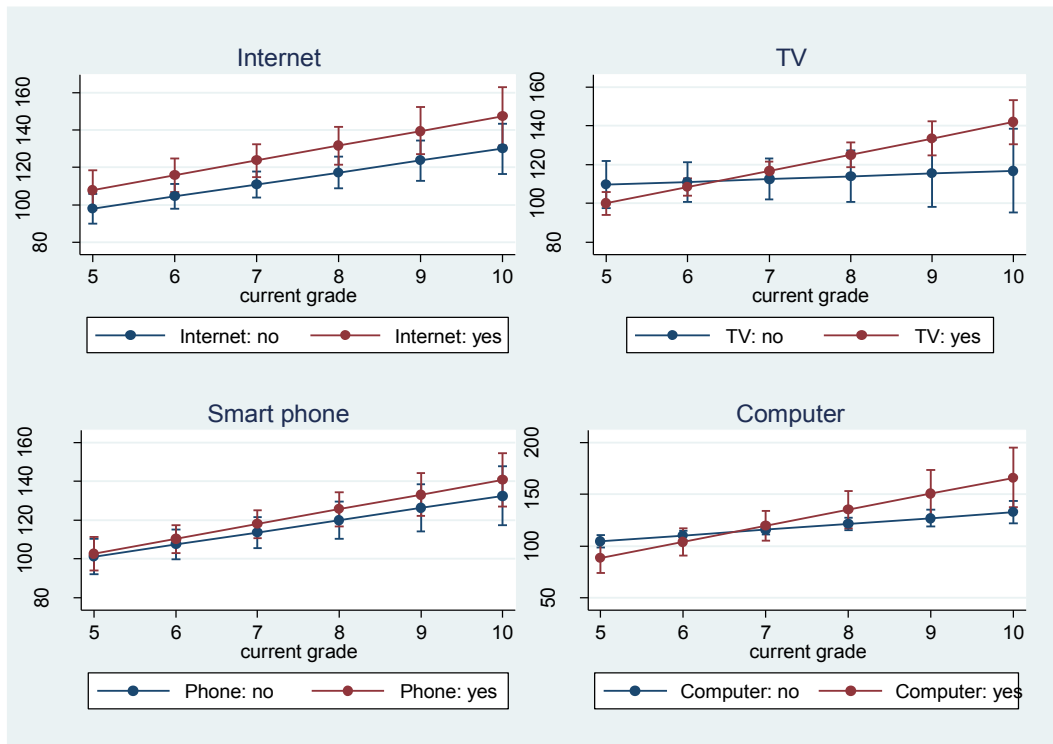 Internet
160
140
120
100
80
5 6 7 8 9 10
current grade
Internet: no Internet: yes
TV
160
140
120
100
80
5 6 7 8 9 10
current grade
TV: no TV: yes
Smart phone
160
140
120
100
80
5 6 7 8 9 10
current grade
Phone: no Phone: yes
Computer
200
150
100
50
5 6 7 8 9 10
current grade
Computer: no Computer: yes